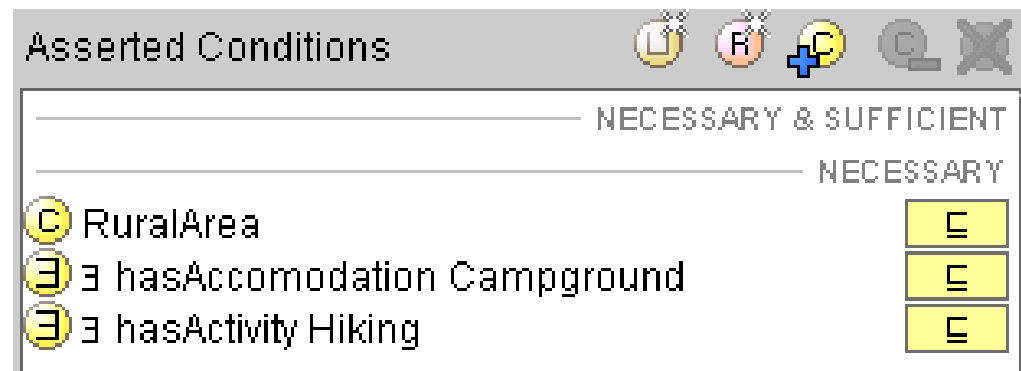 Asserted Conditions L R C C
NECESSARY & SUFFICIENT
NECESSARY
C RuralArea ⊑
∃ ∃ hasAccomodation Campground ⊑
∃ ∃ hasActivity Hiking ⊑